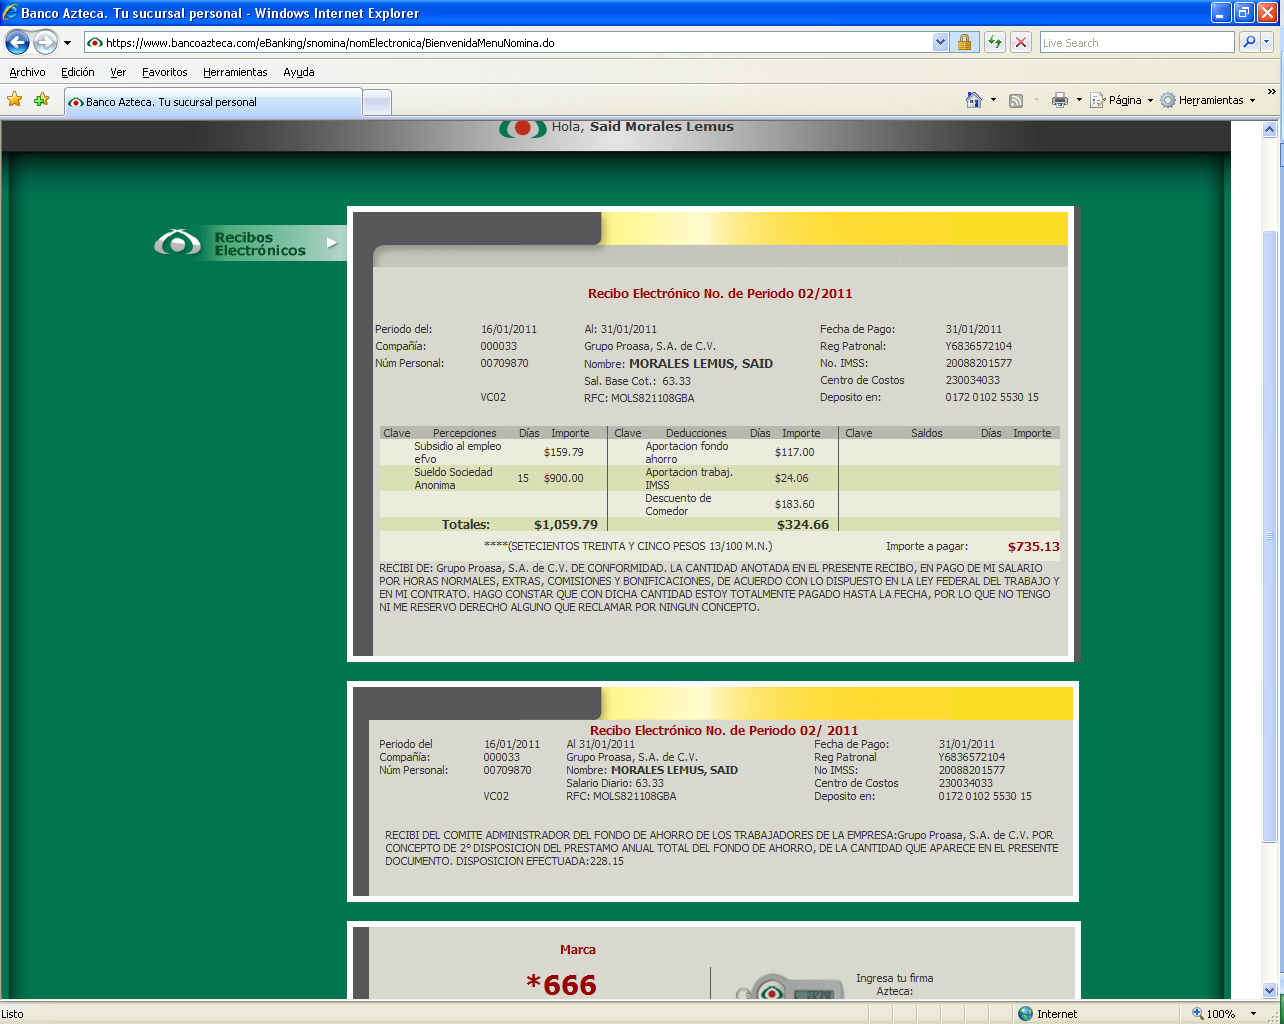 Banco Azteca. Tu sucursal personal - Windows Internet Explorer
https://www.bancoazteca.com/eBanking/snomina/nomElectronica/BienvenidaMenuNomina.do
Live Search
Archivo Edición Ver Favoritos Herramientas Ayuda
Banco Azteca. Tu sucursal personal
Página Herramientas »
Hola, Said Morales Lemus
Recibos
Electrónicos
Recibo Electrónico No. de Periodo 02/2011
Periodo del: 16/01/2011 Al: 31/01/2011 Fecha de Pago: 31/01/2011
Compañía: 000033 Grupo Proasa, S.A. de C.V. Reg Patronal: Y6836572104
Núm Personal: 00709870 Nombre: MORALES LEMUS, SAID No. IMSS: 20088201577
Sal. Base Cot.: 63.33 Centro de Costos 230034033
VC02 RFC: MOLS821108GBA Deposito en: 0172 0102 5530 15
Clave Percepciones Días Importe Clave Deducciones Días Importe Clave Saldos Días Importe
Subsidio al empleo efvo $159.79 Aportacion fondo ahorro $117.00
Sueldo Sociedad Anonima 15 $900.00 Aportacion trabaj. IMSS $24.06
Descuento de Comedor $183.60
Totales: $1,059.79 $324.66
****(SETECIENTOS TREINTA Y CINCO PESOS 13/100 M.N.) Importe a pagar: $735.13
RECIBI DE: Grupo Proasa, S.A. de C.V. DE CONFORMIDAD. LA CANTIDAD ANOTADA EN EL PRESENTE RECIBO, EN PAGO DE MI SALARIO
POR HORAS NORMALES, EXTRAS, COMISIONES Y BONIFICACIONES, DE ACUERDO CON LO DISPUESTO EN LA LEY FEDERAL DEL TRABAJO Y
EN MI CONTRATO. HAGO CONSTAR QUE CON DICHA CANTIDAD ESTOY TOTALMENTE PAGADO HASTA LA FECHA, POR LO QUE NO TENGO
NI ME RESERVO DERECHO ALGUNO QUE RECLAMAR POR NINGUN CONCEPTO.
Recibo Electrónico No. de Periodo 02/ 2011
Periodo del 16/01/2011 Al 31/01/2011 Fecha de Pago: 31/01/2011
Compañía: 000033 Grupo Proasa, S.A. de C.V. Reg Patronal Y6836572104
Núm Personal: 00709870 Nombre: MORALES LEMUS, SAID No IMSS: 20088201577
Salario Diario: 63.33 Centro de Costos 230034033
VC02 RFC: MOLS821108GBA Deposito en: 0172 0102 5530 15
RECIBI DEL COMITE ADMINISTRADOR DEL FONDO DE AHORRO DE LOS TRABAJADORES DE LA EMPRESA:Grupo Proasa, S.A. de C.V. POR
CONCEPTO DE 2° DISPOSICION DEL PRESTAMO ANUAL TOTAL DEL FONDO DE AHORRO, DE LA CANTIDAD QUE APARECE EN EL PRESENTE
DOCUMENTO. DISPOSICION EFECTUADA:228.15
Marca
*666
Ingresa tu firma
Azteca:
Listo Internet 100%